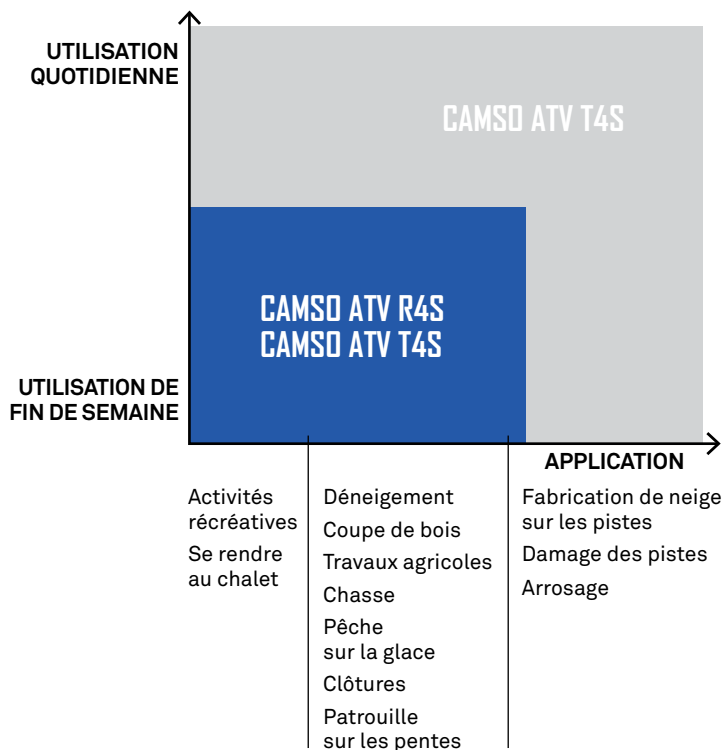 UTILISATION
QUOTIDIENNE
CAMSO ATV T4S
CAMSO ATV R4S
CAMSO ATV T4S
UTILISATION DE
FIN DE SEMAINE
APPLICATION
Activités
récréatives
Se rendre
au chalet
Déneigement
Coupe de bois
Travaux agricoles
Chasse
Pêche
sur la glace
Clôtures
Patrouille
sur les pentes
Fabrication de neige
sur les pistes
Damage des pistes
Arrosage